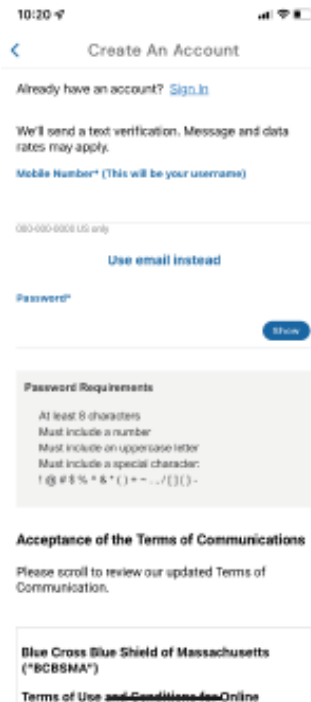 10:20
Create An Account
Already have an account? Sign In
We'll send a text verification. Message and data
rates may apply.
Mobile Number* (This will be your username)
000-000-0000 US only
Use email instead
Password*
Show
Password Requirements
At least 8 characters
Must include a number
Must include an uppercase letter
Must include a special character:
Acceptance of the Terms of Communications
Please scroll to review our updated Terms of
Communication.
Blue Cross Blue Shield of Massachusetts
("BCBSMA")
Terms of Use and Conditions for Online